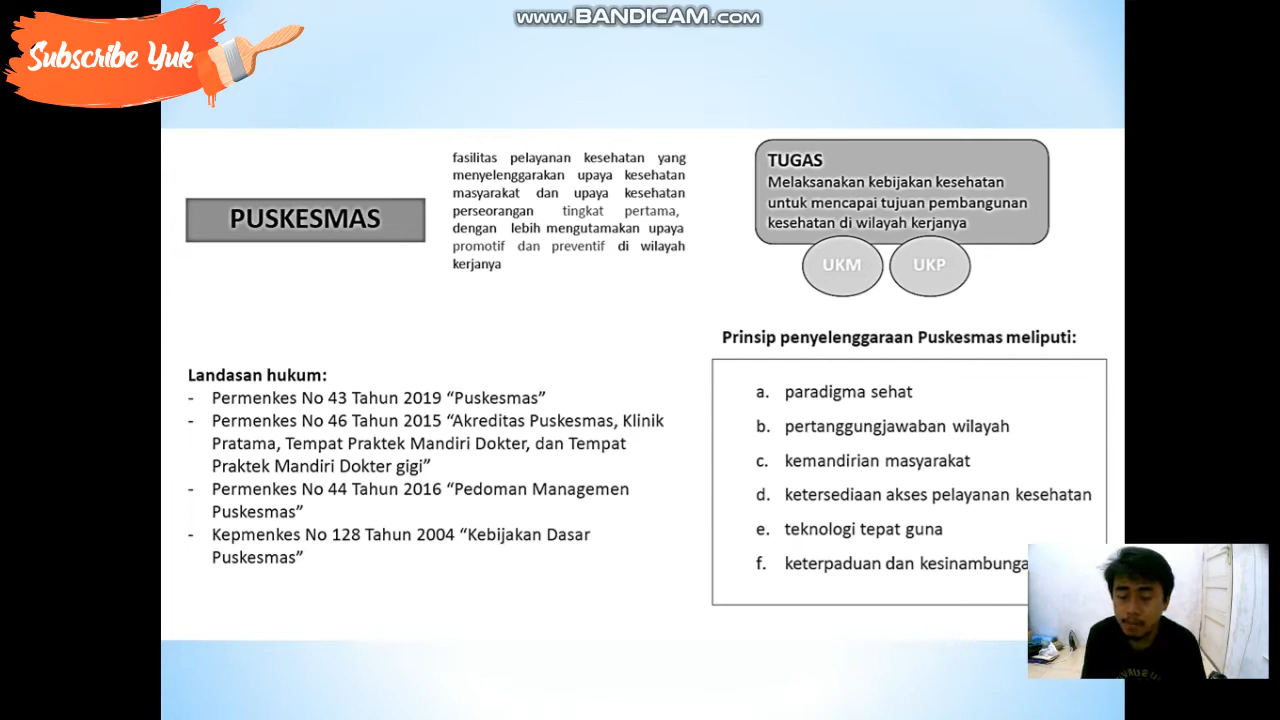 www.BANDICAM.com
Subscribe Yuk
PUSKESMAS
fasilitas pelayanan kesehatan yang
menyelenggarakan upaya kesehatan
masyarakat dan upaya kesehatan
perseorangan tingkat pertama,
dengan lebih mengutamakan upaya
promotif dan preventif di wilayah
kerjanya
TUGAS
Melaksanakan kebijakan kesehatan
untuk mencapai tujuan pembangunan
kesehatan di wilayah kerjanya
UKM UKP
Landasan hukum:
- Permenkes No 43 Tahun 2019 “Puskesmas”
- Permenkes No 46 Tahun 2015 “Akreditas Puskesmas, Klinik
Pratama, Tempat Praktek Mandiri Dokter, dan Tempat
Praktek Mandiri Dokter gigi”
- Permenkes No 44 Tahun 2016 “Pedoman Managemen
Puskesmas”
- Kepmenkes No 128 Tahun 2004 “Kebijakan Dasar
Puskesmas”
Prinsip penyelenggaraan Puskesmas meliputi:
a. paradigma sehat
b. pertanggungjawaban wilayah
c. kemandirian masyarakat
d. ketersediaan akses pelayanan kesehatan
e. teknologi tepat guna
f. keterpaduan dan kesinambunga